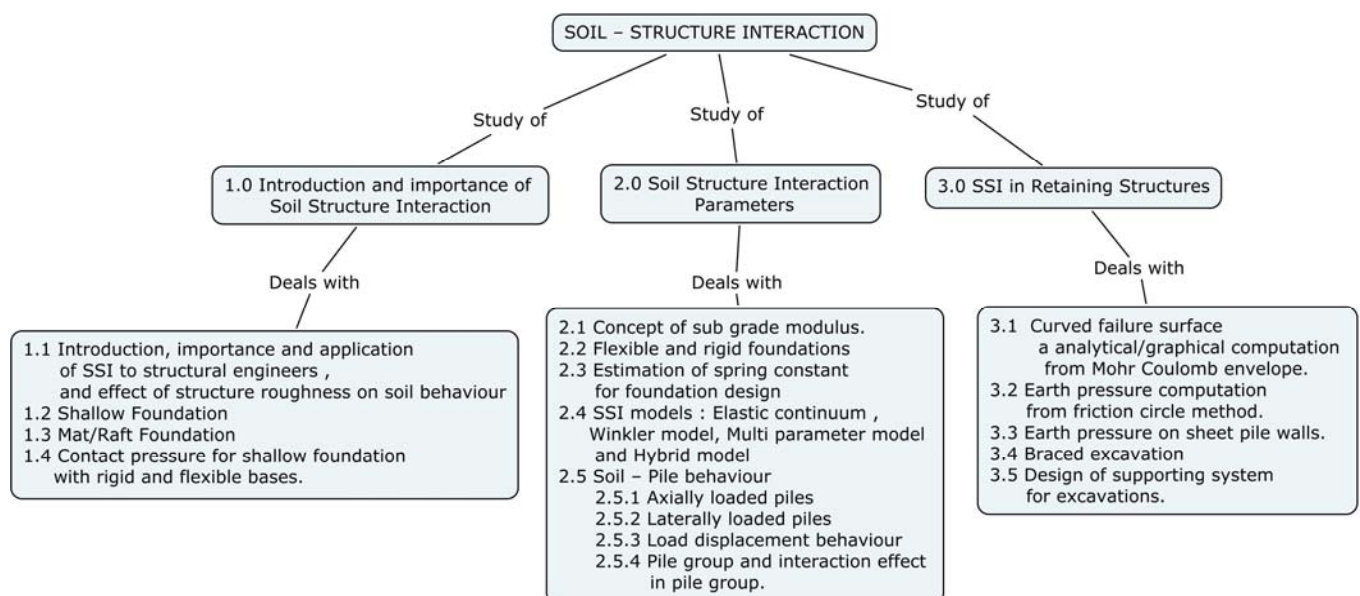 SOIL – STRUCTURE INTERACTION
Study of
Study of
Study of
1.0 Introduction and importance of
Soil Structure Interaction
2.0 Soil Structure Interaction
Parameters
3.0 SSI in Retaining Structures
Deals with
Deals with
Deals with
1.1 Introduction, importance and application
of SSI to structural engineers ,
and effect of structure roughness on soil behaviour
1.2 Shallow Foundation
1.3 Mat/Raft Foundation
1.4 Contact pressure for shallow foundation
with rigid and flexible bases.
2.1 Concept of sub grade modulus.
2.2 Flexible and rigid foundations
2.3 Estimation of spring constant
for foundation design
2.4 SSI models : Elastic continuum ,
Winkler model, Multi parameter model
and Hybrid model
2.5 Soil – Pile behaviour
2.5.1 Axially loaded piles
2.5.2 Laterally loaded piles
2.5.3 Load displacement behaviour
2.5.4 Pile group and interaction effect
in pile group.
3.1 Curved failure surface
a analytical/graphical computation
from Mohr Coulomb envelope.
3.2 Earth pressure computation
from friction circle method.
3.3 Earth pressure on sheet pile walls.
3.4 Braced excavation
3.5 Design of supporting system
for excavations.